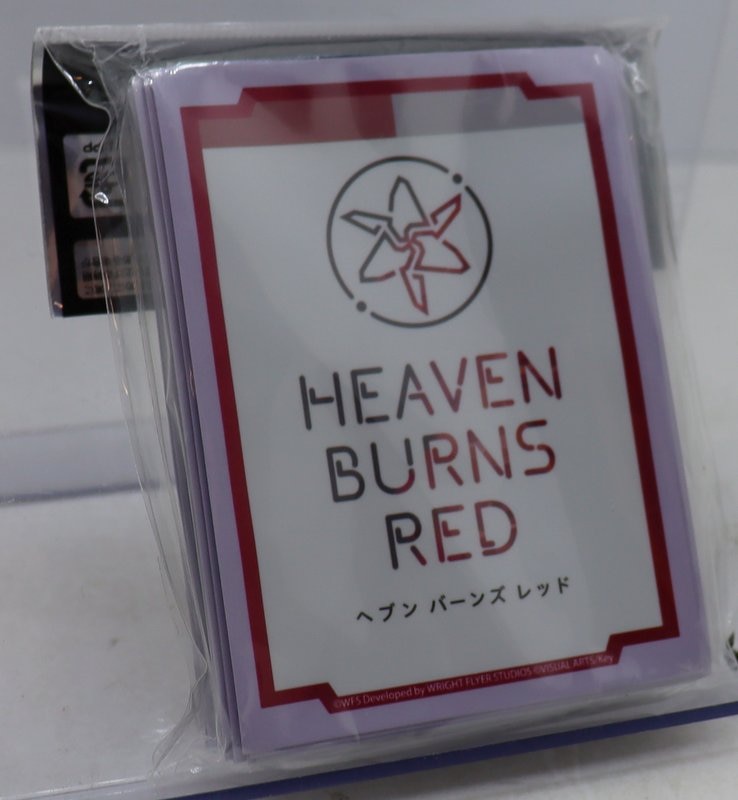 HEAVEN
BURNS
RED
ヘブン バーンズ レッド
©WFS Developed by WRIGHT FLYER STUDIOS ©VISUAL ARTS/Key